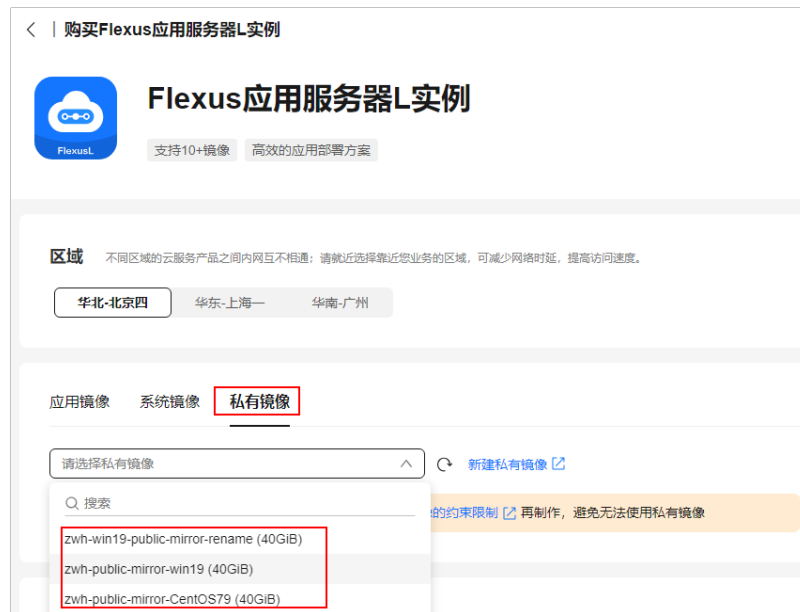 购买Flexus应用服务器L实例
Flexus应用服务器L实例
FlexusL
支持10+镜像 高效的应用部署方案
区域 不同区域的云服务产品之间内网互不相通；请就近选择靠近您业务的区域，可减少网络时延，提高访问速度。
华北-北京四 华东-上海一 华南-广州
应用镜像 系统镜像 私有镜像
请选择私有镜像 新建私有镜像
搜索
的约束限制 再制作，避免无法使用私有镜像
zwh-win19-public-mirror-rename (40GiB)
zwh-public-mirror-win19 (40GiB)
zwh-public-mirror-CentOS79 (40GiB)